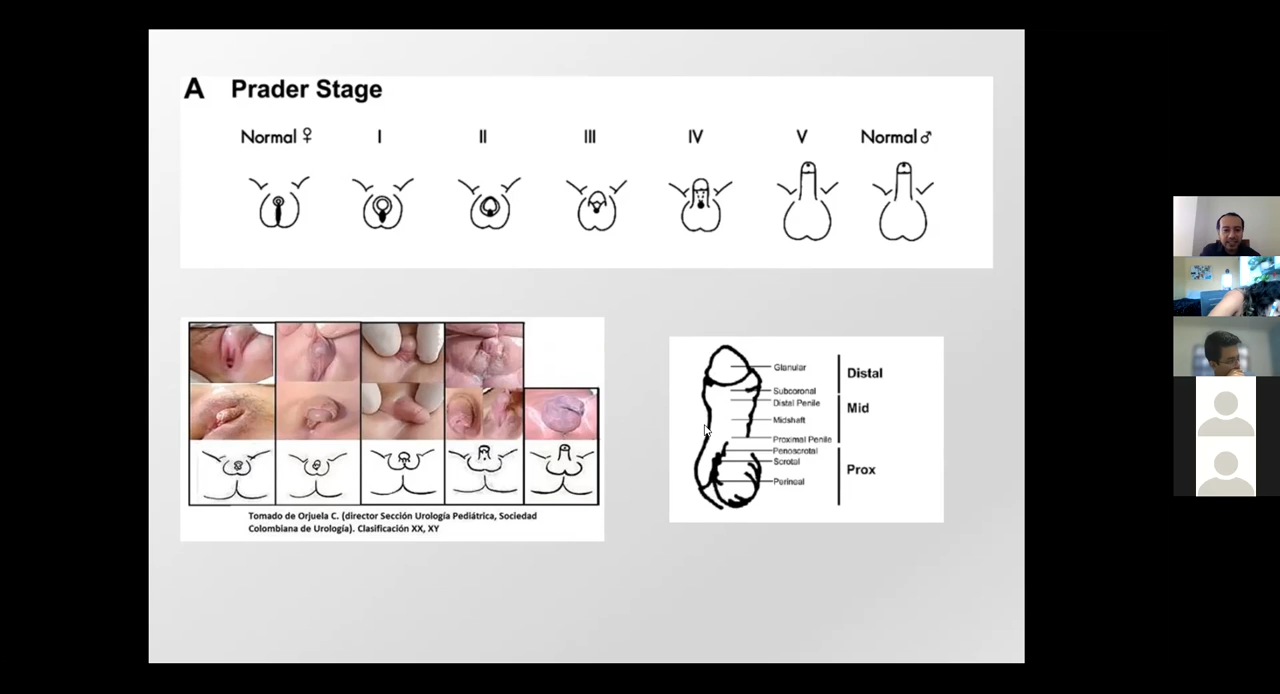 A Prader Stage
Normal ♀ I II III IV V Normal ♂
Glanular
Subcoronal
Distal Penile
Midshaft
Proximal Penile
Penoscrotal
Scrotal
Perineal
Distal
Mid
Prox
Tomado de Orjuela C. (director Sección Urología Pediátrica, Sociedad
Colombiana de Urología). Clasificación XX, XY